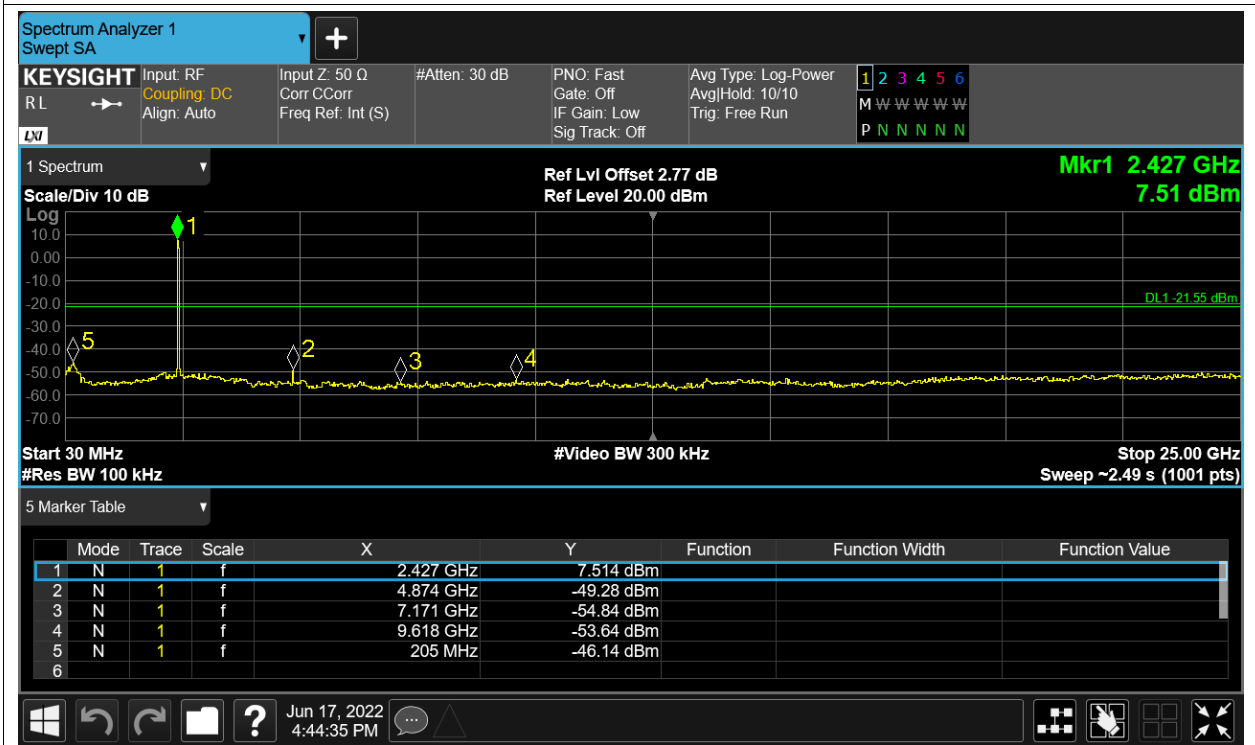 Spectrum Analyzer 1
Swept SA
KEYSIGHT Input: RF Input Z: 50 Ω #Atten: 30 dB PNO: Fast Avg Type: Log-Power 1 2 3 4 5 6
RL Coupling: DC Corr CCorr Gate: Off Avg|Hold: 10/10 M W W W W W
Align: Auto Freq Ref: Int (S) IF Gain: Low Trig: Free Run
LXI Sig Track: Off P N N N N N
1 Spectrum Ref Lvl Offset 2.77 dB Mkr1 2.427 GHz
Scale/Div 10 dB Ref Level 20.00 dBm 7.51 dBm
Log
1
10.0
0.00
-10.0
-20.0 DL1 -21.55 dBm
-30.0
-40.0 5 2 3 4
-50.0
-60.0
-70.0
Start 30 MHz #Video BW 300 kHz Stop 25.00 GHz
#Res BW 100 kHz Sweep ~2.49 s (1001 pts)
5 Marker Table
Mode Trace Scale X Y Function Function Width Function Value
1 N 1 f 2.427 GHz 7.514 dBm
2 N 1 f 4.874 GHz -49.28 dBm
3 N 1 f 7.171 GHz -54.84 dBm
4 N 1 f 9.618 GHz -53.64 dBm
5 N 1 f 205 MHz -46.14 dBm
6
? Jun 17, 2022
4:44:35 PM